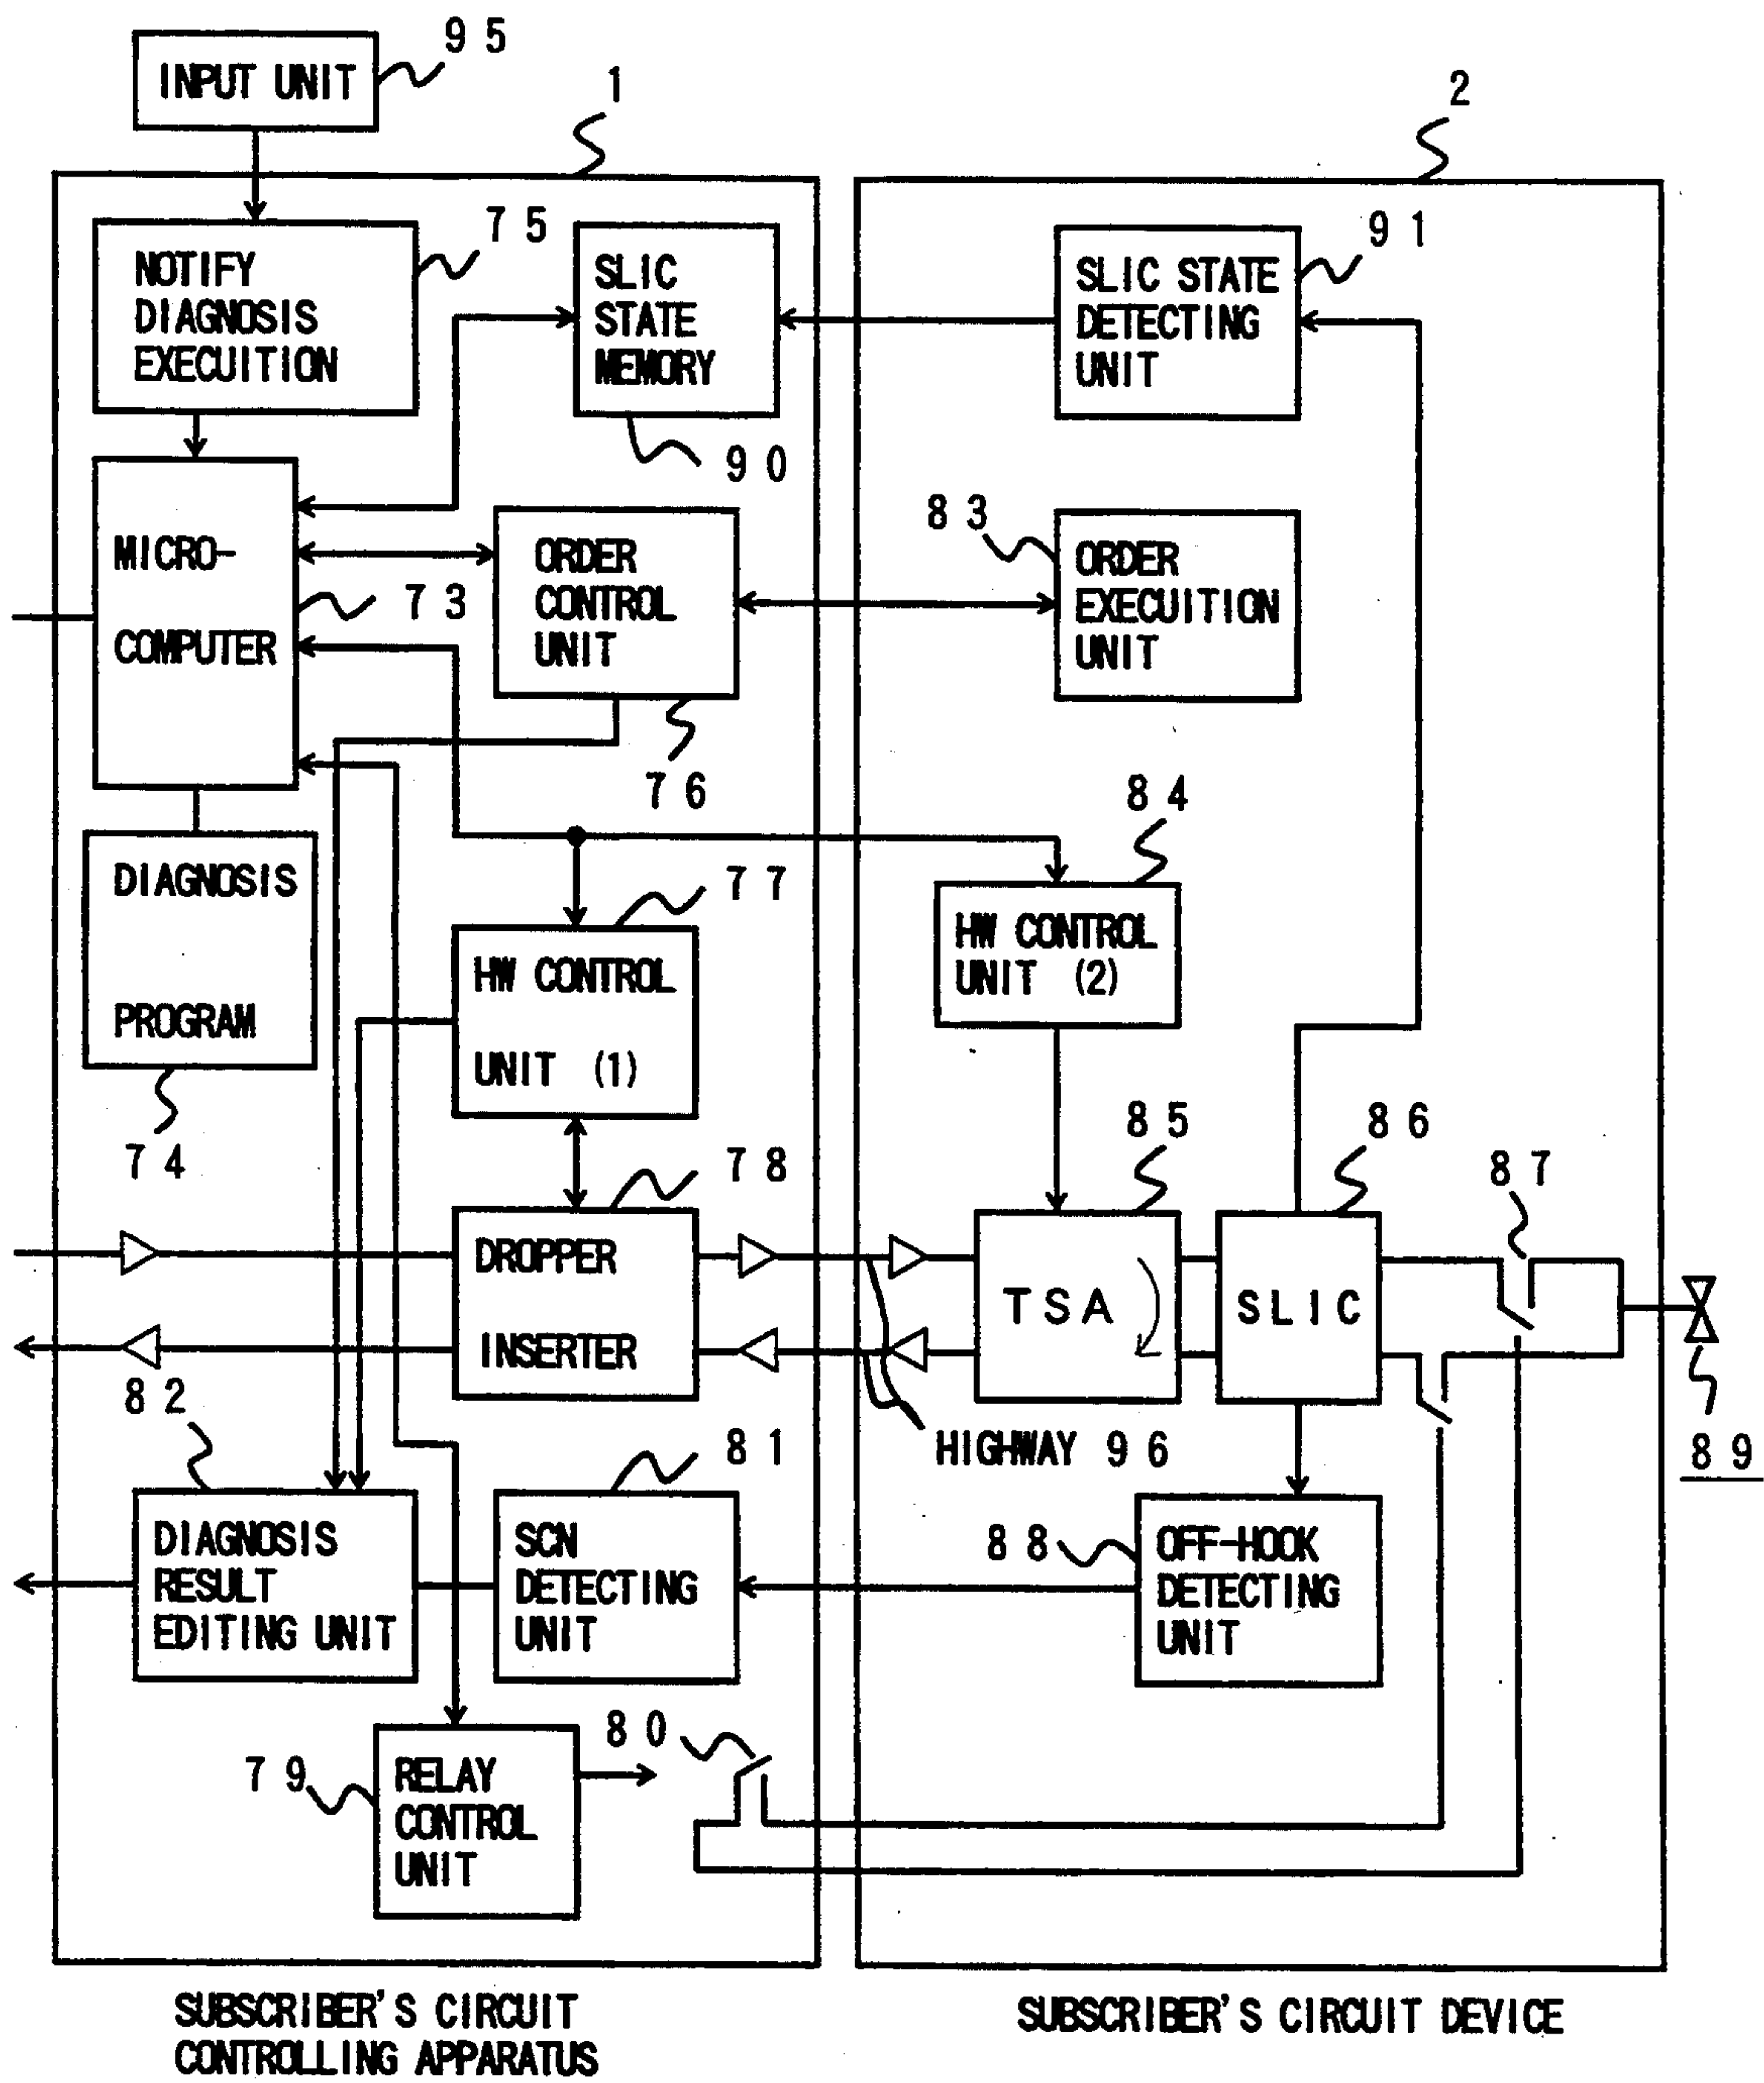 95
INPUT UNIT
1
2
75
NOTIFY
DIAGNOSIS
EXECUITION
SLIC
STATE
MEMORY
90
91
SLIC STATE
DETECTING
UNIT
MICRO-
COMPUTER
73
ORDER
CONTROL
UNIT
76
83
ORDER
EXECUITION
UNIT
DIAGNOSIS
PROGRAM
74
77
HW CONTROL
UNIT (1)
84
HW CONTROL
UNIT (2)
78
DROPPER
INSERTER
85
TSA
86
SLIC
87
89
HIGHWAY 96
82
DIAGNOSIS
RESULT
EDITING UNIT
81
SCN
DETECTING
UNIT
88
OFF-HOOK
DETECTING
UNIT
79
RELAY
CONTROL
UNIT
80
SUBSCRIBER'S CIRCUIT
CONTROLLING APPARATUS
SUBSCRIBER'S CIRCUIT DEVICE